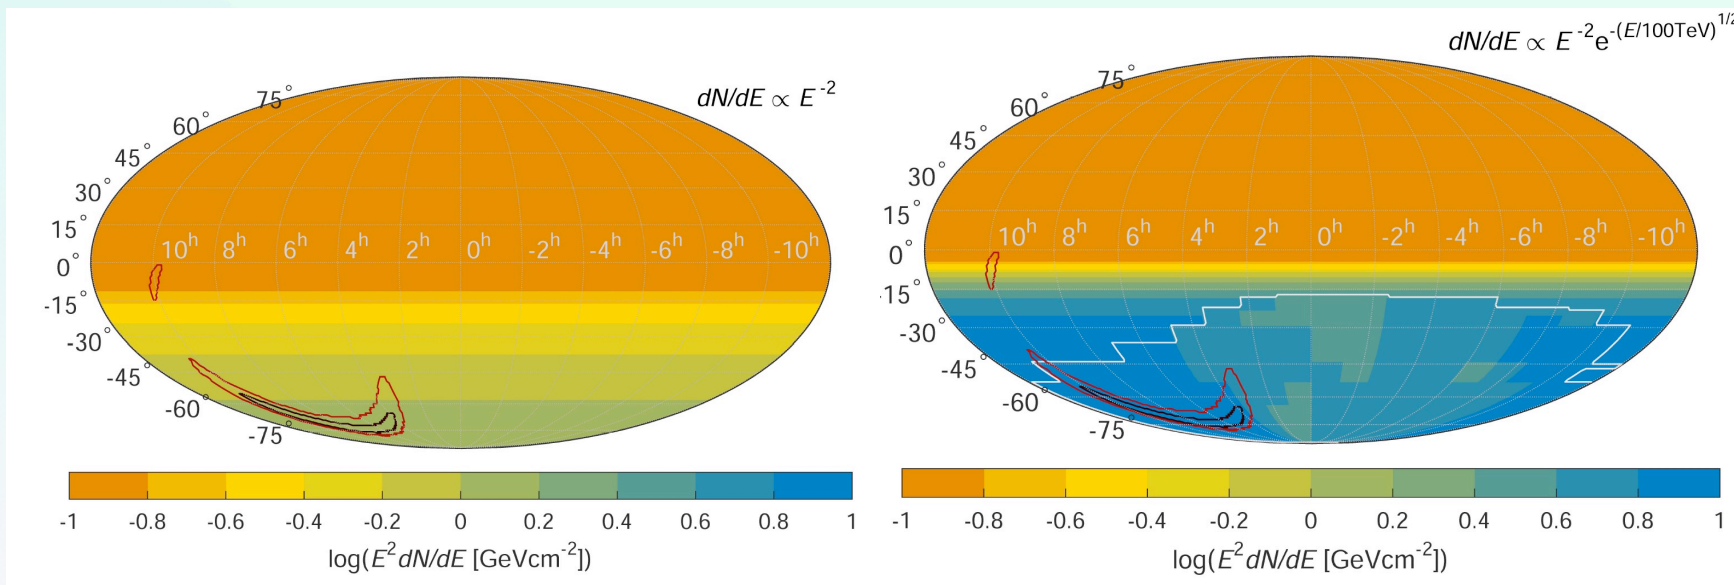 dN/dE ∝ E⁻²
75°
60°
45°
30°
15°
0°
-15°
-30°
-45°
-60°
-75°
10ʰ 8ʰ 6ʰ 4ʰ 2ʰ 0ʰ -2ʰ -4ʰ -6ʰ -8ʰ -10ʰ
-1 -0.8 -0.6 -0.4 -0.2 0 0.2 0.4 0.6 0.8 1
log(E² dN/dE [GeVcm⁻²])
dN/dE ∝ E⁻²e^-(E/100TeV)^1/2
75°
60°
45°
30°
15°
0°
-15°
-30°
-45°
-60°
-75°
10ʰ 8ʰ 6ʰ 4ʰ 2ʰ 0ʰ -2ʰ -4ʰ -6ʰ -8ʰ -10ʰ
-1 -0.8 -0.6 -0.4 -0.2 0 0.2 0.4 0.6 0.8 1
log(E² dN/dE [GeVcm⁻²])